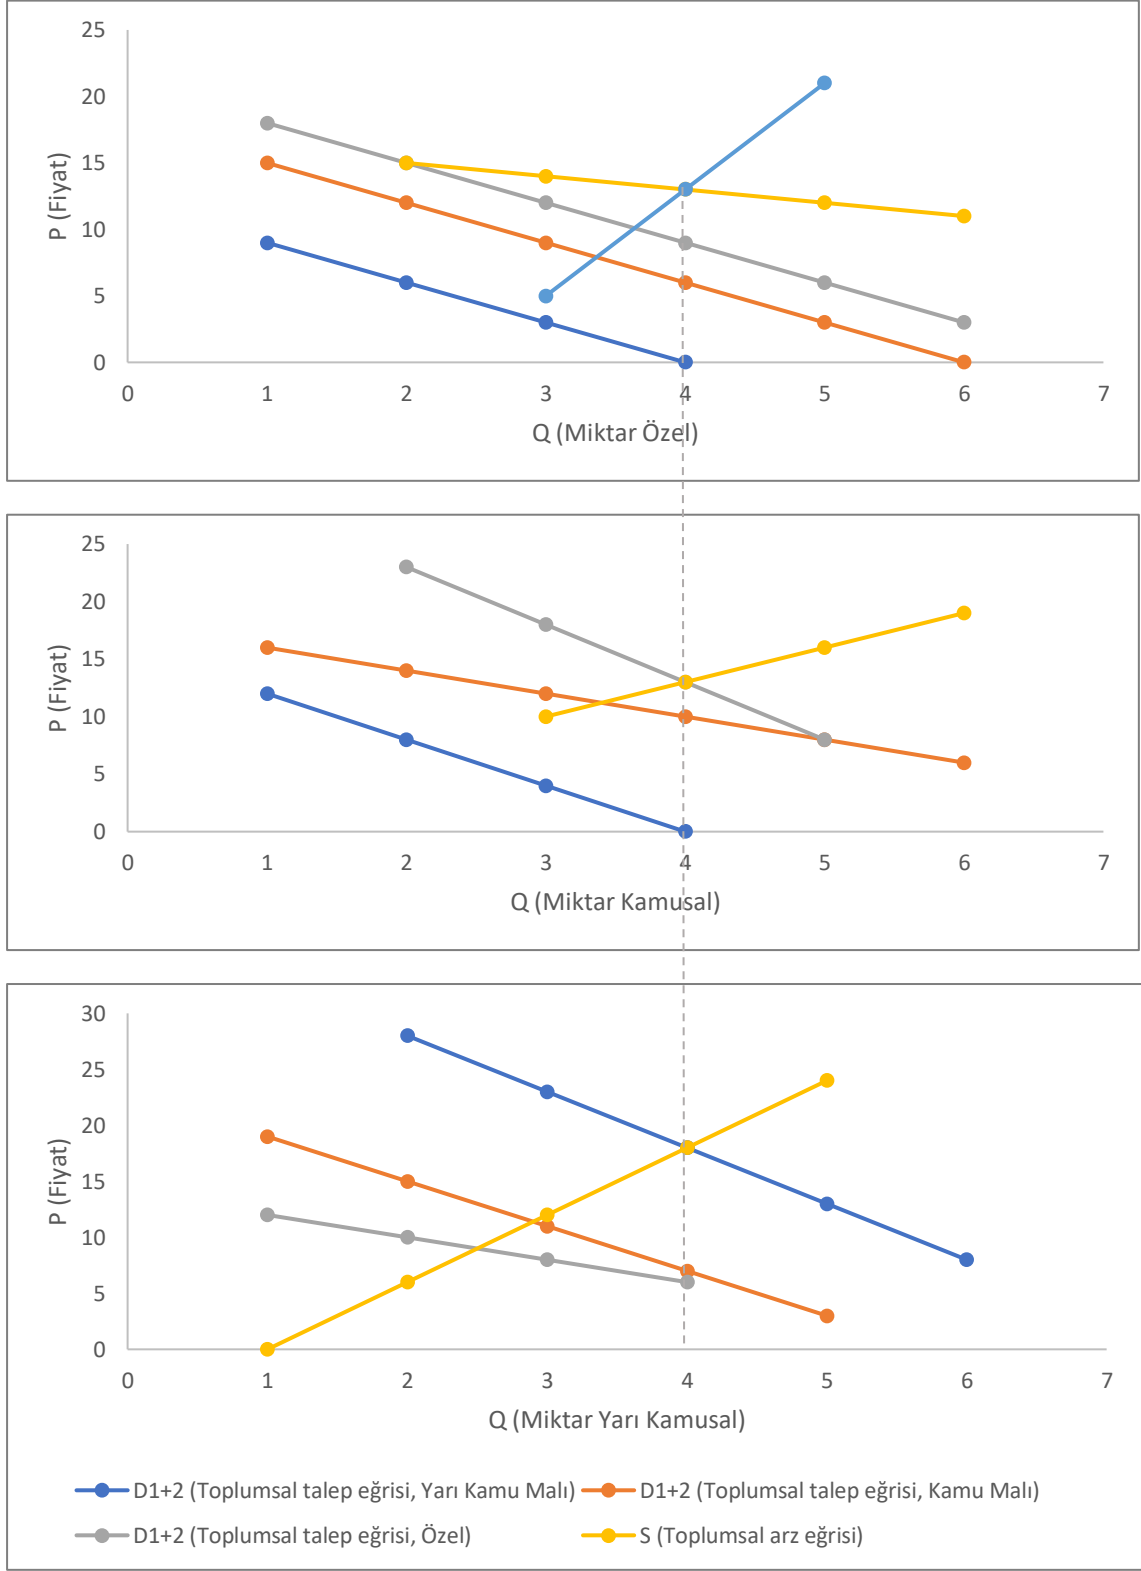 25
20
15
10
5
0
P (Fiyat)
0 1 2 3 4 5 6 7
Q (Miktar Özel)
25
20
15
10
5
0
P (Fiyat)
0 1 2 3 4 5 6 7
Q (Miktar Kamusal)
30
25
20
15
10
5
0
P (Fiyat)
0 1 2 3 4 5 6 7
Q (Miktar Yarı Kamusal)
D1+2 (Toplumsal talep eğrisi, Yarı Kamu Malı) D1+2 (Toplumsal talep eğrisi, Kamu Malı)
D1+2 (Toplumsal talep eğrisi, Özel) S (Toplumsal arz eğrisi)